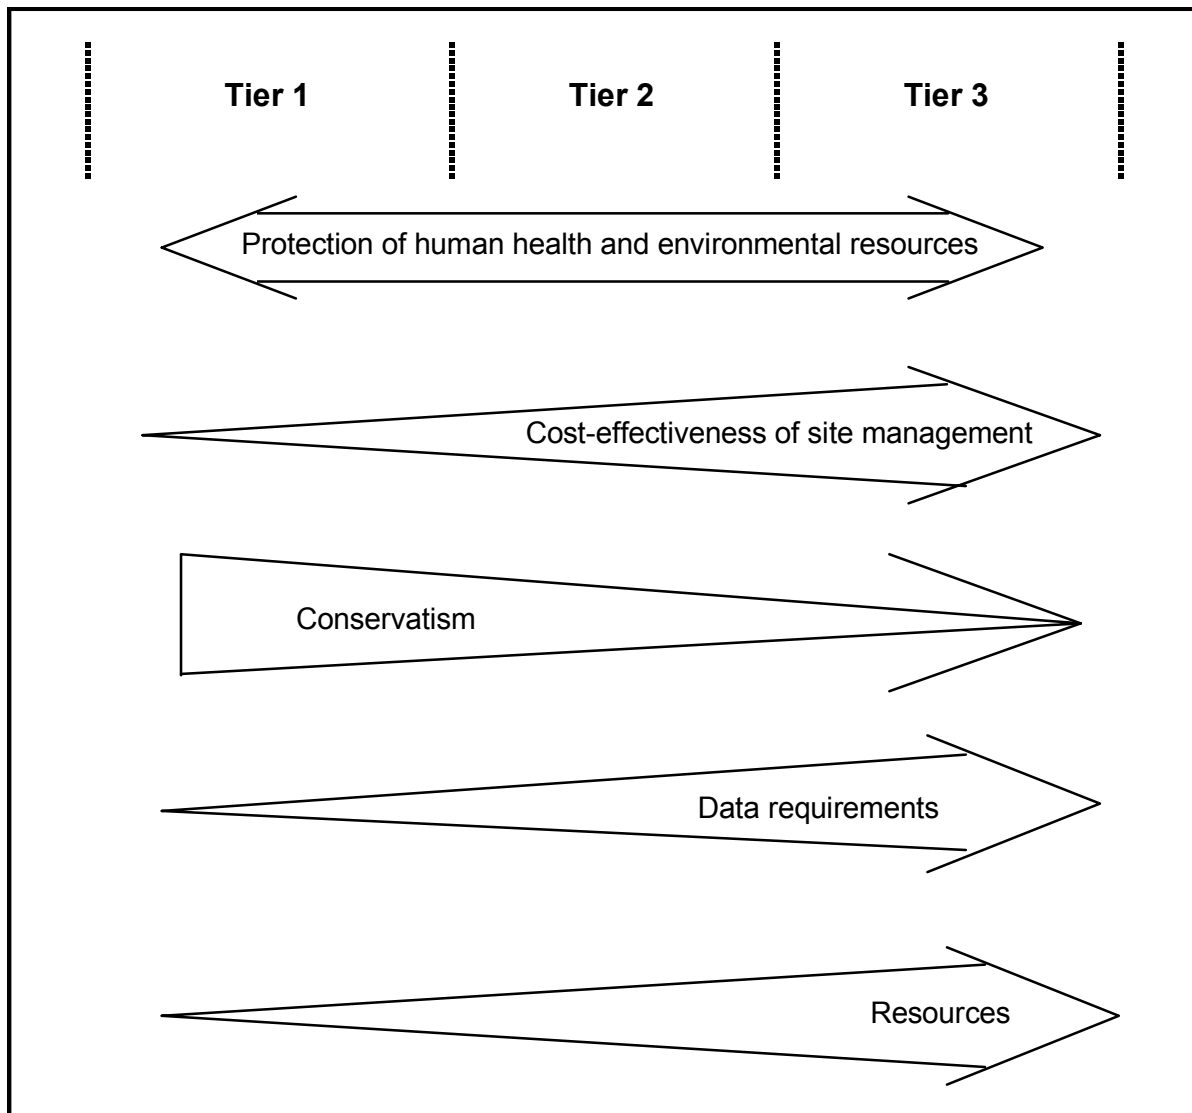 Tier 1 Tier 2 Tier 3
Protection of human health and environmental resources
Cost-effectiveness of site management
Conservatism
Data requirements
Resources